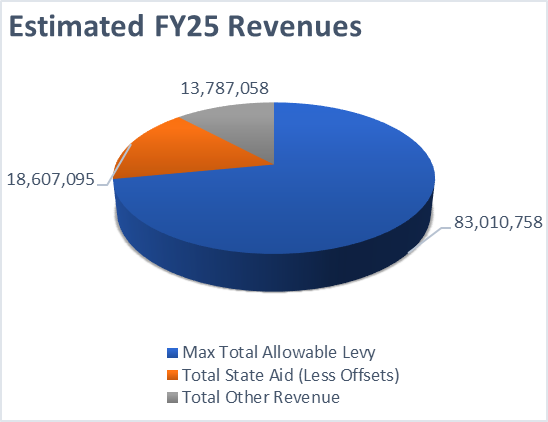 Estimated FY25 Revenues
13,787,058
18,607,095
83,010,758
Max Total Allowable Levy
Total State Aid (Less Offsets)
Total Other Revenue